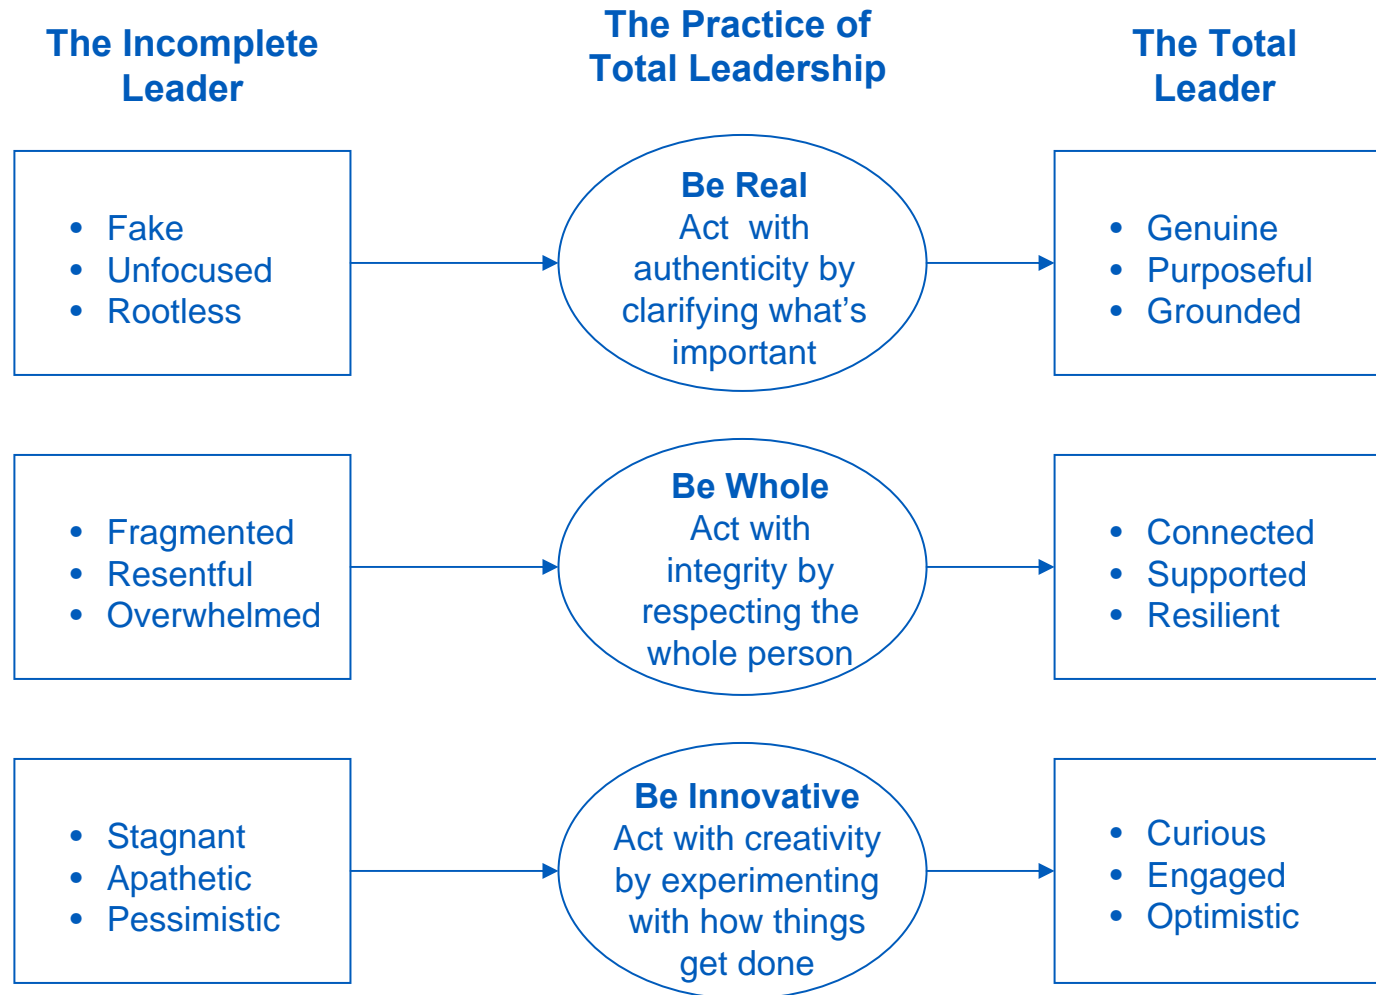 The Incomplete
Leader
The Practice of
Total Leadership
The Total
Leader
• Fake
• Unfocused
• Rootless
Be Real
Act with
authenticity by
clarifying what’s
important
• Genuine
• Purposeful
• Grounded
• Fragmented
• Resentful
• Overwhelmed
Be Whole
Act with
integrity by
respecting the
whole person
• Connected
• Supported
• Resilient
• Stagnant
• Apathetic
• Pessimistic
Be Innovative
Act with creativity
by experimenting
with how things
get done
• Curious
• Engaged
• Optimistic